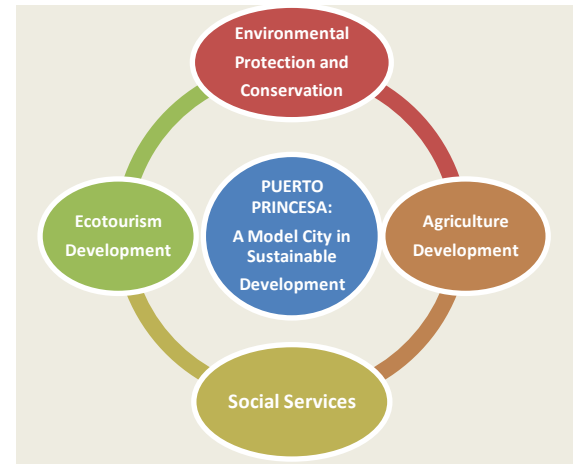 Environmental
Protection and
Conservation
Ecotourism
Development
PUERTO
PRINCESA:
A Model City in
Sustainable
Development
Agriculture
Development
Social Services